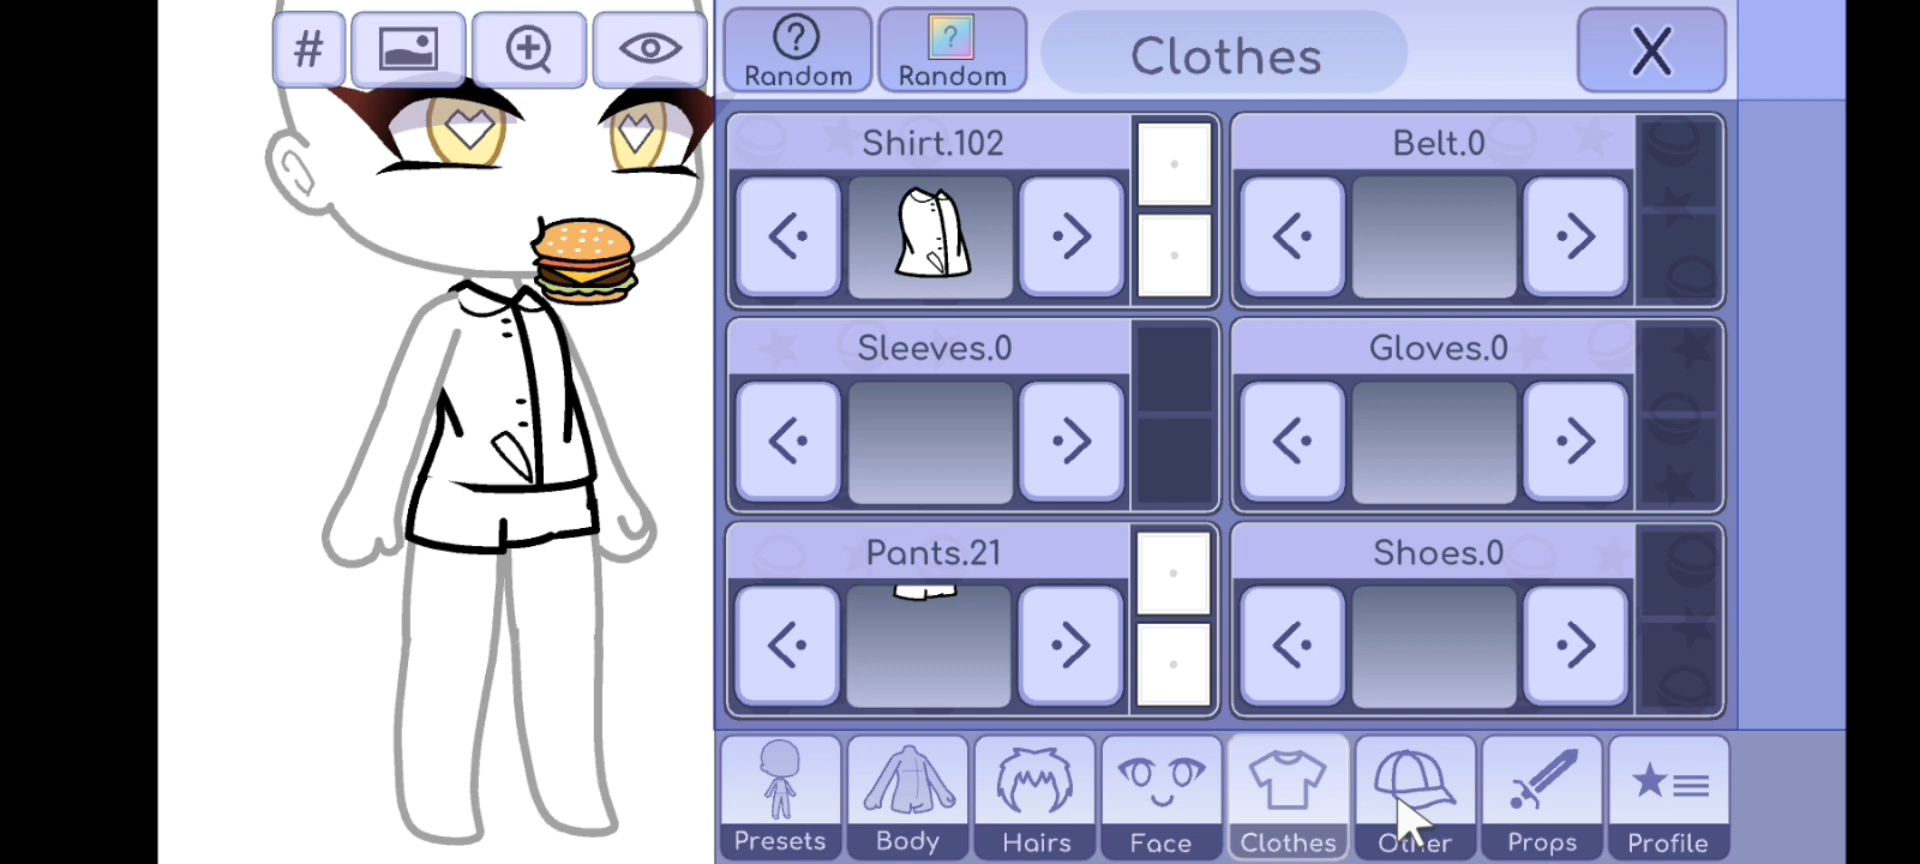 #
? Random
? Random
Clothes
X
Shirt.102
Belt.0
Sleeves.0
Gloves.0
Pants.21
Shoes.0
Presets
Body
Hairs
Face
Clothes
Other
Props
Profile